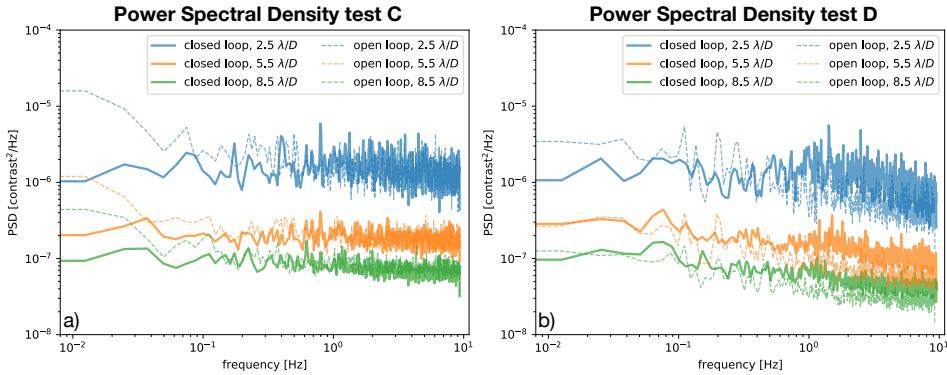 Power Spectral Density test C
closed loop, 2.5 λ/D
open loop, 2.5 λ/D
closed loop, 5.5 λ/D
open loop, 5.5 λ/D
closed loop, 8.5 λ/D
open loop, 8.5 λ/D
PSD [contrast²/Hz]
10⁻⁴
10⁻⁵
10⁻⁶
10⁻⁷
10⁻⁸
a)
10⁻² 10⁻¹ 10⁰ 10¹
frequency [Hz]
Power Spectral Density test D
closed loop, 2.5 λ/D
open loop, 2.5 λ/D
closed loop, 5.5 λ/D
open loop, 5.5 λ/D
closed loop, 8.5 λ/D
open loop, 8.5 λ/D
PSD [contrast²/Hz]
10⁻⁴
10⁻⁵
10⁻⁶
10⁻⁷
10⁻⁸
b)
10⁻² 10⁻¹ 10⁰ 10¹
frequency [Hz]